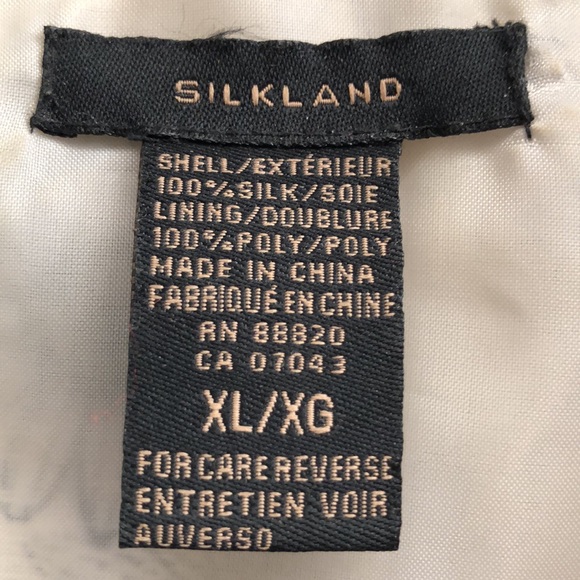 SILKLAND
SHELL/EXTÉRIEUR
100% SILK/SOIE
LINING/DOUBLURE
100% POLY/POLY
MADE IN CHINA
FABRIQUÉ EN CHINE
RN 88820
CA 07043
XL/XG
FOR CARE REVERSE
ENTRETIEN VOIR
AUVERSO